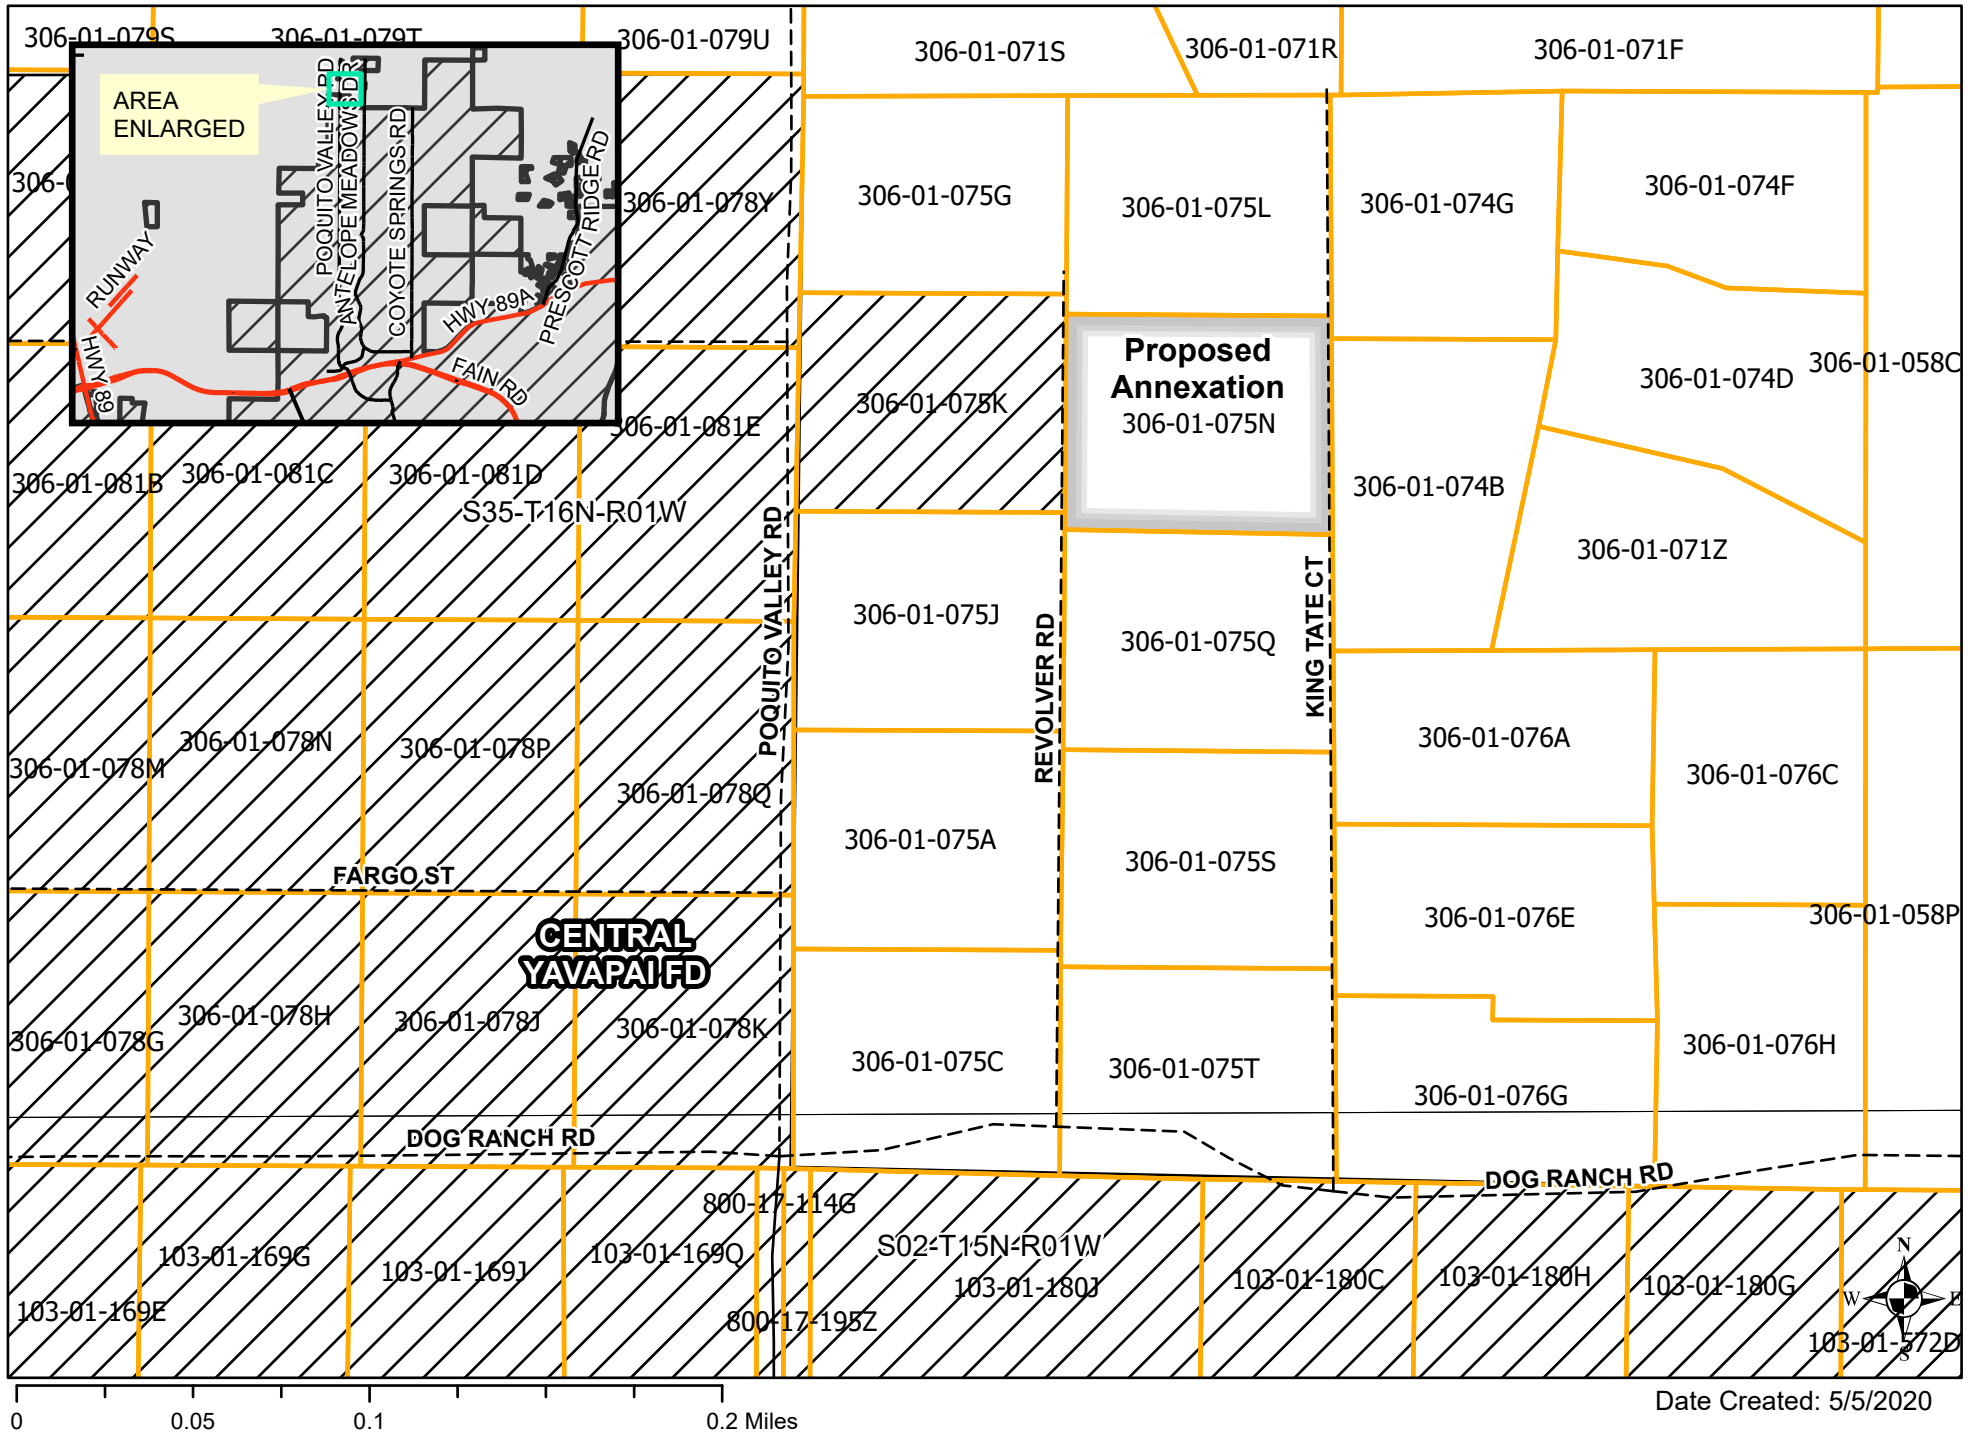 306-01-079S
306-01-079T
306-01-079U
306-01-071S
306-01-071R
306-01-071F
AREA
ENLARGED
POQUITO VALLEY RD
ANTELOPE MEADOWS DR
COYOTE SPRINGS RD
PRESCOTT RIDGE RD
RUNWAY
HWY 89A
HWY 89
FAIN RD
306-01-078Y
306-01-075G
306-01-075L
306-01-074G
306-01-074F
Proposed
Annexation
306-01-075N
306-01-075K
306-01-074D
306-01-058C
306-01-081E
306-01-081B
306-01-081C
306-01-081D
S35-T16N-R01W
306-01-074B
306-01-071Z
POQUITO VALLEY RD
REVOLVER RD
KING TATE CT
306-01-075J
306-01-075Q
306-01-078M
306-01-078N
306-01-078P
306-01-078Q
306-01-076A
306-01-076C
306-01-075A
306-01-075S
FARGO ST
306-01-076E
306-01-058P
CENTRAL
YAVAPAI FD
306-01-078G
306-01-078H
306-01-078J
306-01-078K
306-01-075C
306-01-075T
306-01-076G
306-01-076H
DOG RANCH RD
DOG RANCH RD
800-17-114G
S02-T15N-R01W
103-01-169E
103-01-169G
103-01-169J
103-01-169Q
800-17-195Z
103-01-180J
103-01-180C
103-01-180H
103-01-180G
103-01-572D
N
W
E
S
0
0.05
0.1
0.2 Miles
Date Created: 5/5/2020